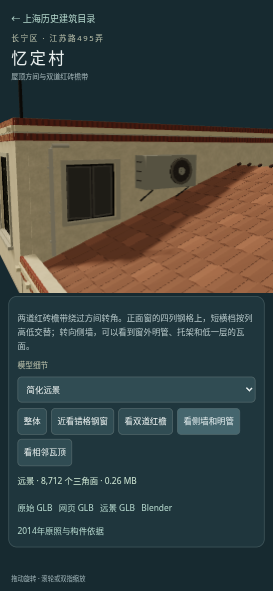 ← 上海历史建筑目录
长宁区 · 江苏路495弄
忆定村
屋顶方间与双道红砖檐带
两道红砖檐带绕过方间转角。正面窗的四列钢格上，短横档按列
高低交替；转向侧墙，可以看到窗外明管、托架和低一层的瓦
面。
模型细节
简化远景
整体
近看错格钢窗
看双道红檐
看侧墙和明管
看相邻瓦顶
远景 · 8,712 个三角面 · 0.26 MB
原始 GLB 网页 GLB 远景 GLB Blender
2014年原照与构件依据
拖动旋转 · 滚轮或双指缩放